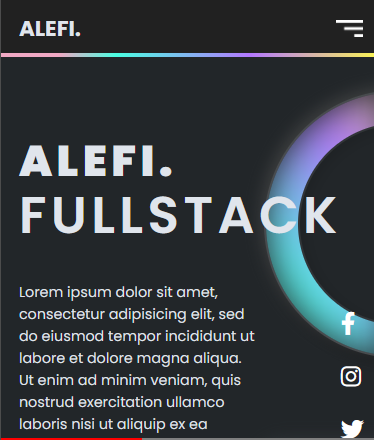 ALEFI.
ALEFI.
FULLSTACK
Lorem ipsum dolor sit amet,
consectetur adipisicing elit, sed
do eiusmod tempor incididunt ut
labore et dolore magna aliqua.
Ut enim ad minim veniam, quis
nostrud exercitation ullamco
laboris nisi ut aliquip ex ea